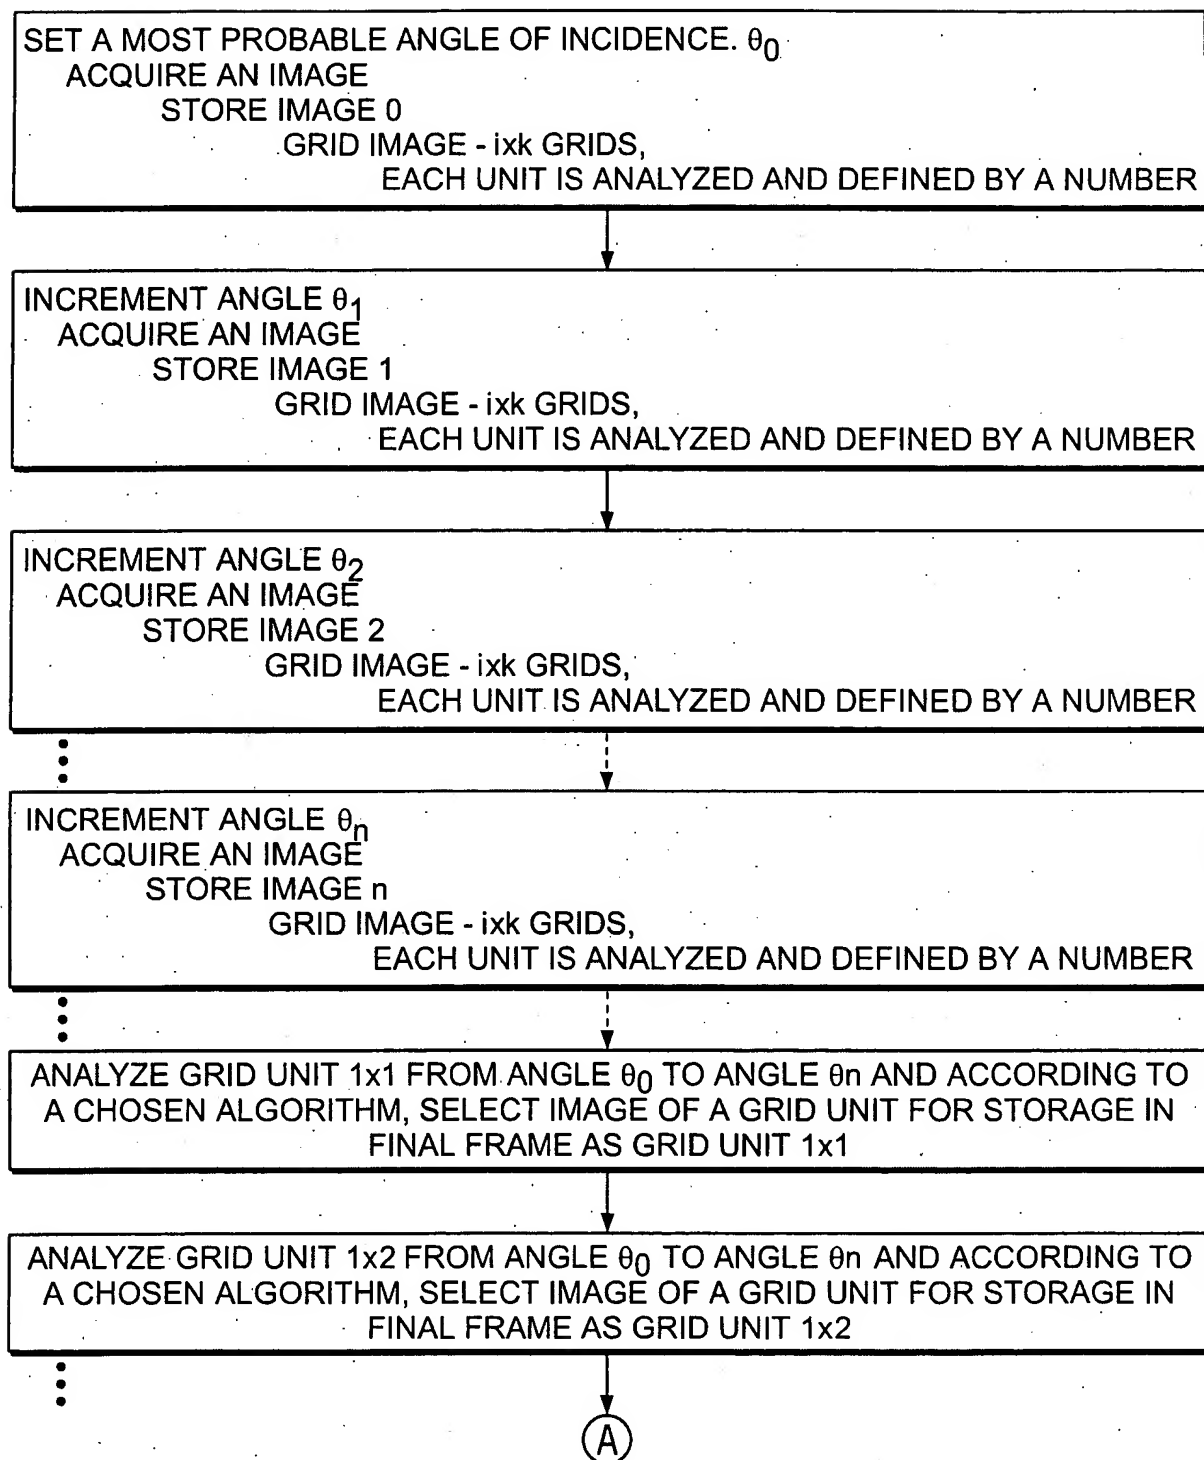 SET A MOST PROBABLE ANGLE OF INCIDENCE. θ0
ACQUIRE AN IMAGE
STORE IMAGE 0
GRID IMAGE - ixk GRIDS,
EACH UNIT IS ANALYZED AND DEFINED BY A NUMBER
INCREMENT ANGLE θ1
ACQUIRE AN IMAGE
STORE IMAGE 1
GRID IMAGE - ixk GRIDS,
EACH UNIT IS ANALYZED AND DEFINED BY A NUMBER
INCREMENT ANGLE θ2
ACQUIRE AN IMAGE
STORE IMAGE 2
GRID IMAGE - ixk GRIDS,
EACH UNIT IS ANALYZED AND DEFINED BY A NUMBER
INCREMENT ANGLE θn
ACQUIRE AN IMAGE
STORE IMAGE n
GRID IMAGE - ixk GRIDS,
EACH UNIT IS ANALYZED AND DEFINED BY A NUMBER
ANALYZE GRID UNIT 1x1 FROM ANGLE θ0 TO ANGLE θn AND ACCORDING TO
A CHOSEN ALGORITHM, SELECT IMAGE OF A GRID UNIT FOR STORAGE IN
FINAL FRAME AS GRID UNIT 1x1
ANALYZE GRID UNIT 1x2 FROM ANGLE θ0 TO ANGLE θn AND ACCORDING TO
A CHOSEN ALGORITHM, SELECT IMAGE OF A GRID UNIT FOR STORAGE IN
FINAL FRAME AS GRID UNIT 1x2
A